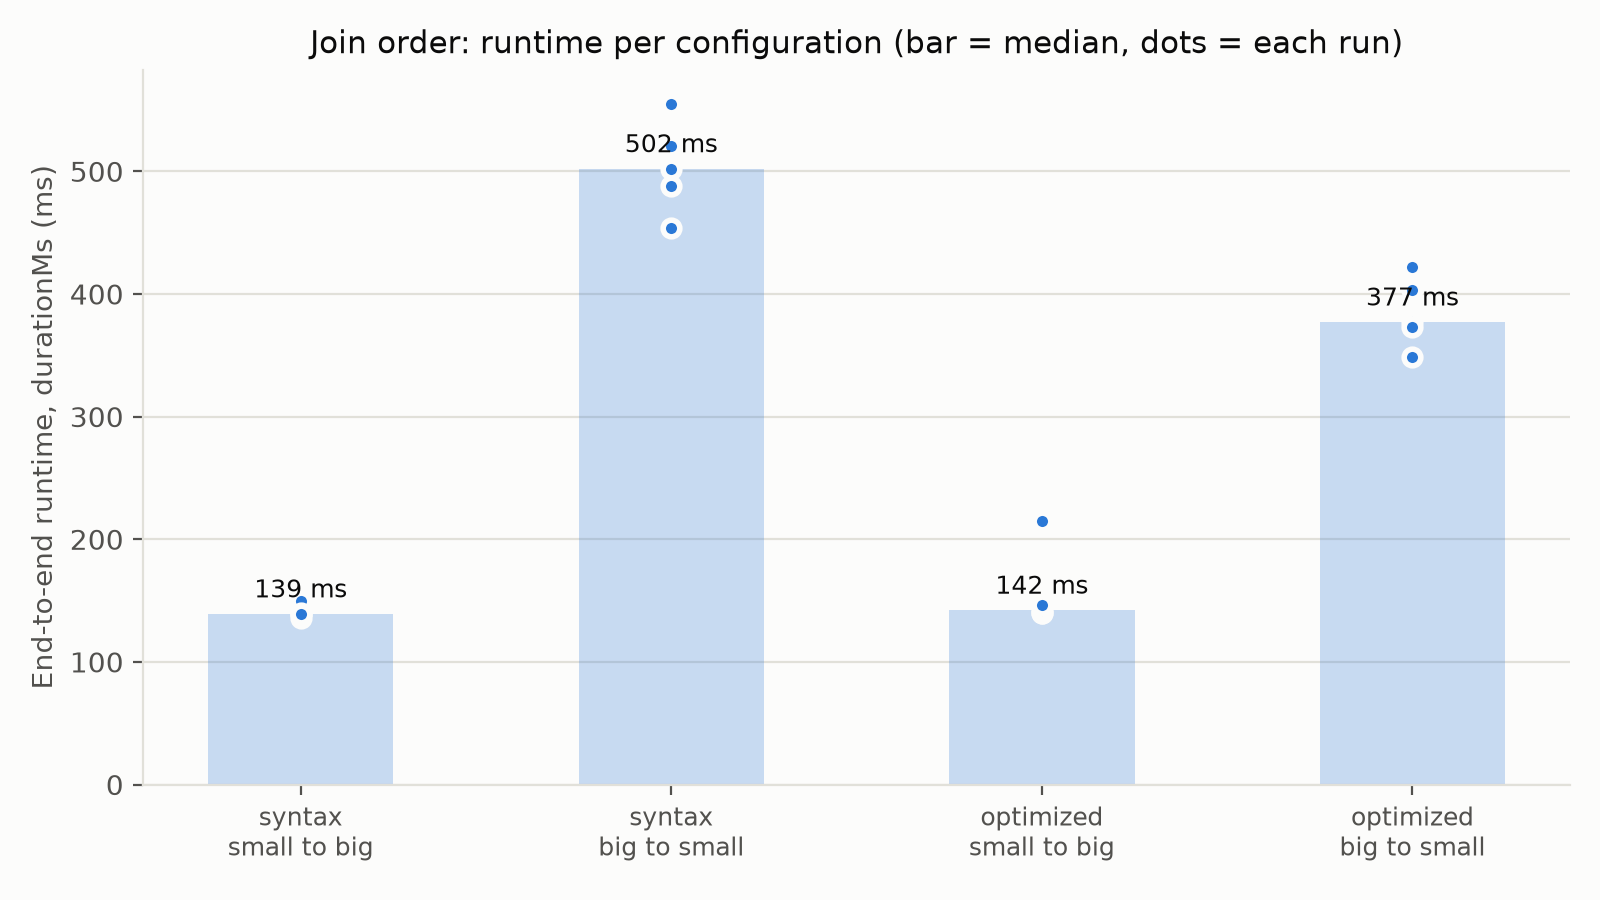 Join order: runtime per configuration (bar = median, dots = each run)
End-to-end runtime, durationMs (ms)
500
400
300
200
100
0
139 ms
502 ms
142 ms
377 ms
syntax
small to big
syntax
big to small
optimized
small to big
optimized
big to small